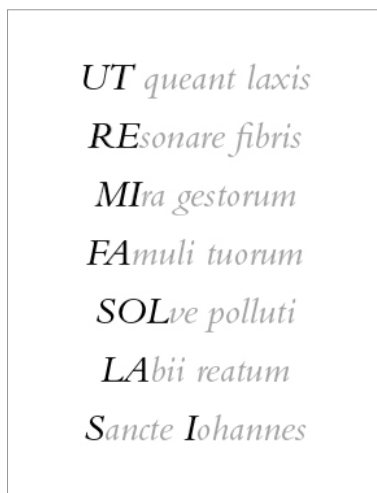 UT queant laxis
REsonare fibris
MIra gestorum
FAmuli tuorum
SOLve polluti
LAbii reatum
Sancte Iohannes